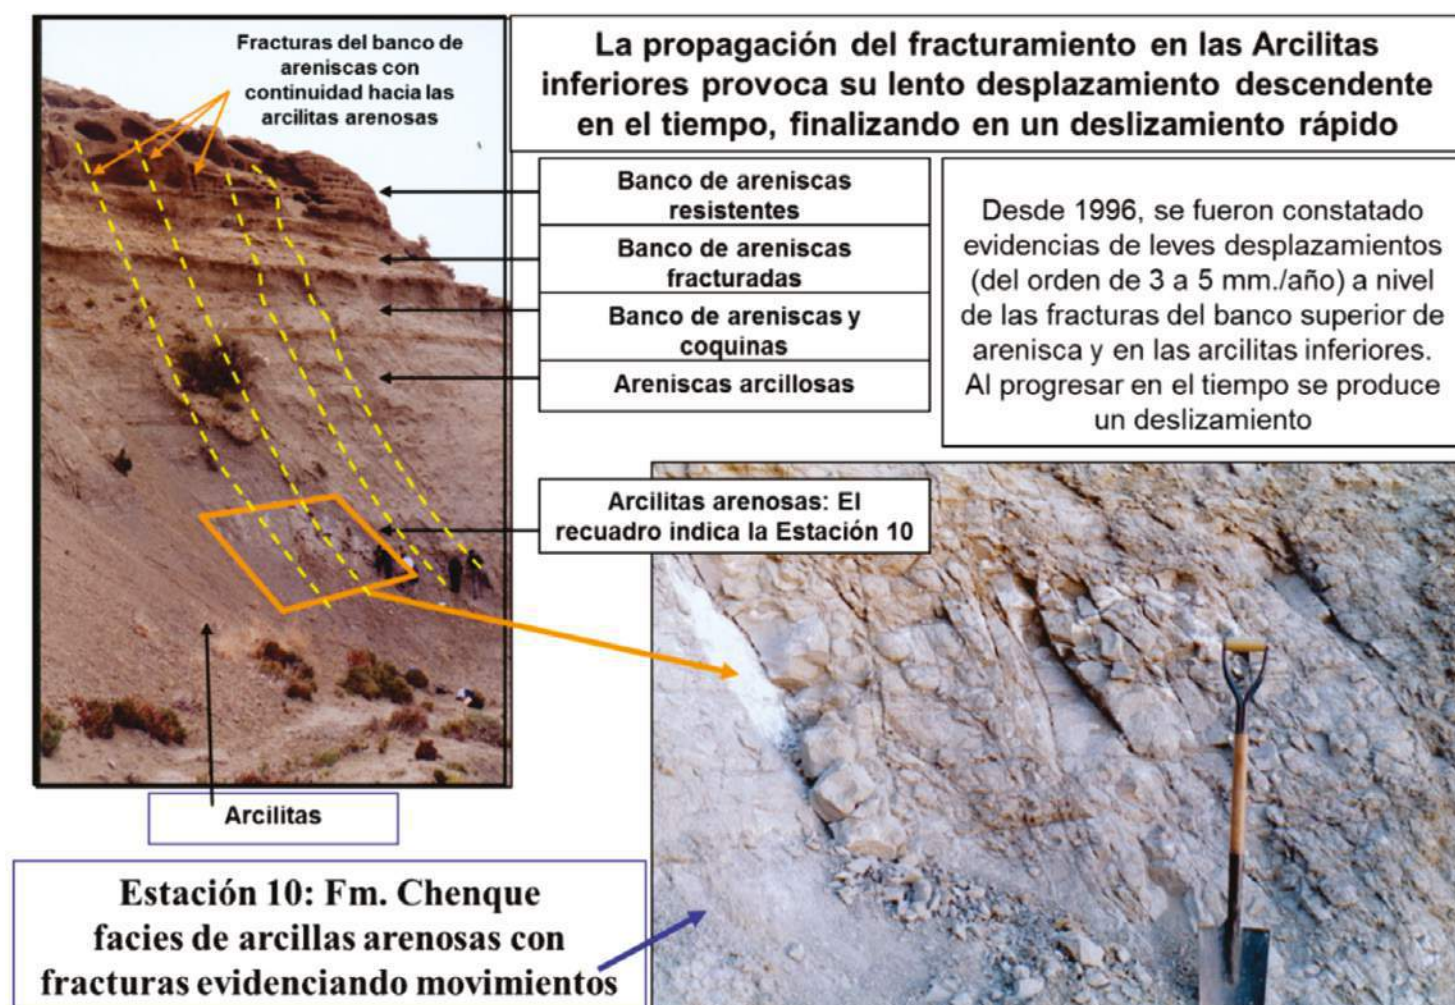 Fracturas del banco de
areniscas con
continuidad hacia las
arcilitas arenosas
La propagación del fracturamiento en las Arcilitas
inferiores provoca su lento desplazamiento descendente
en el tiempo, finalizando en un deslizamiento rápido
Banco de areniscas
resistentes
Banco de areniscas
fracturadas
Banco de areniscas y
coquinas
Areniscas arcillosas
Desde 1996, se fueron constatado
evidencias de leves desplazamientos
(del orden de 3 a 5 mm./año) a nivel
de las fracturas del banco superior de
arenisca y en las arcilitas inferiores.
Al progresar en el tiempo se produce
un deslizamiento
Arcilitas arenosas: El
recuadro indica la Estación 10
Arcilitas
Estación 10: Fm. Chenque
facies de arcillas arenosas con
fracturas evidenciando movimientos